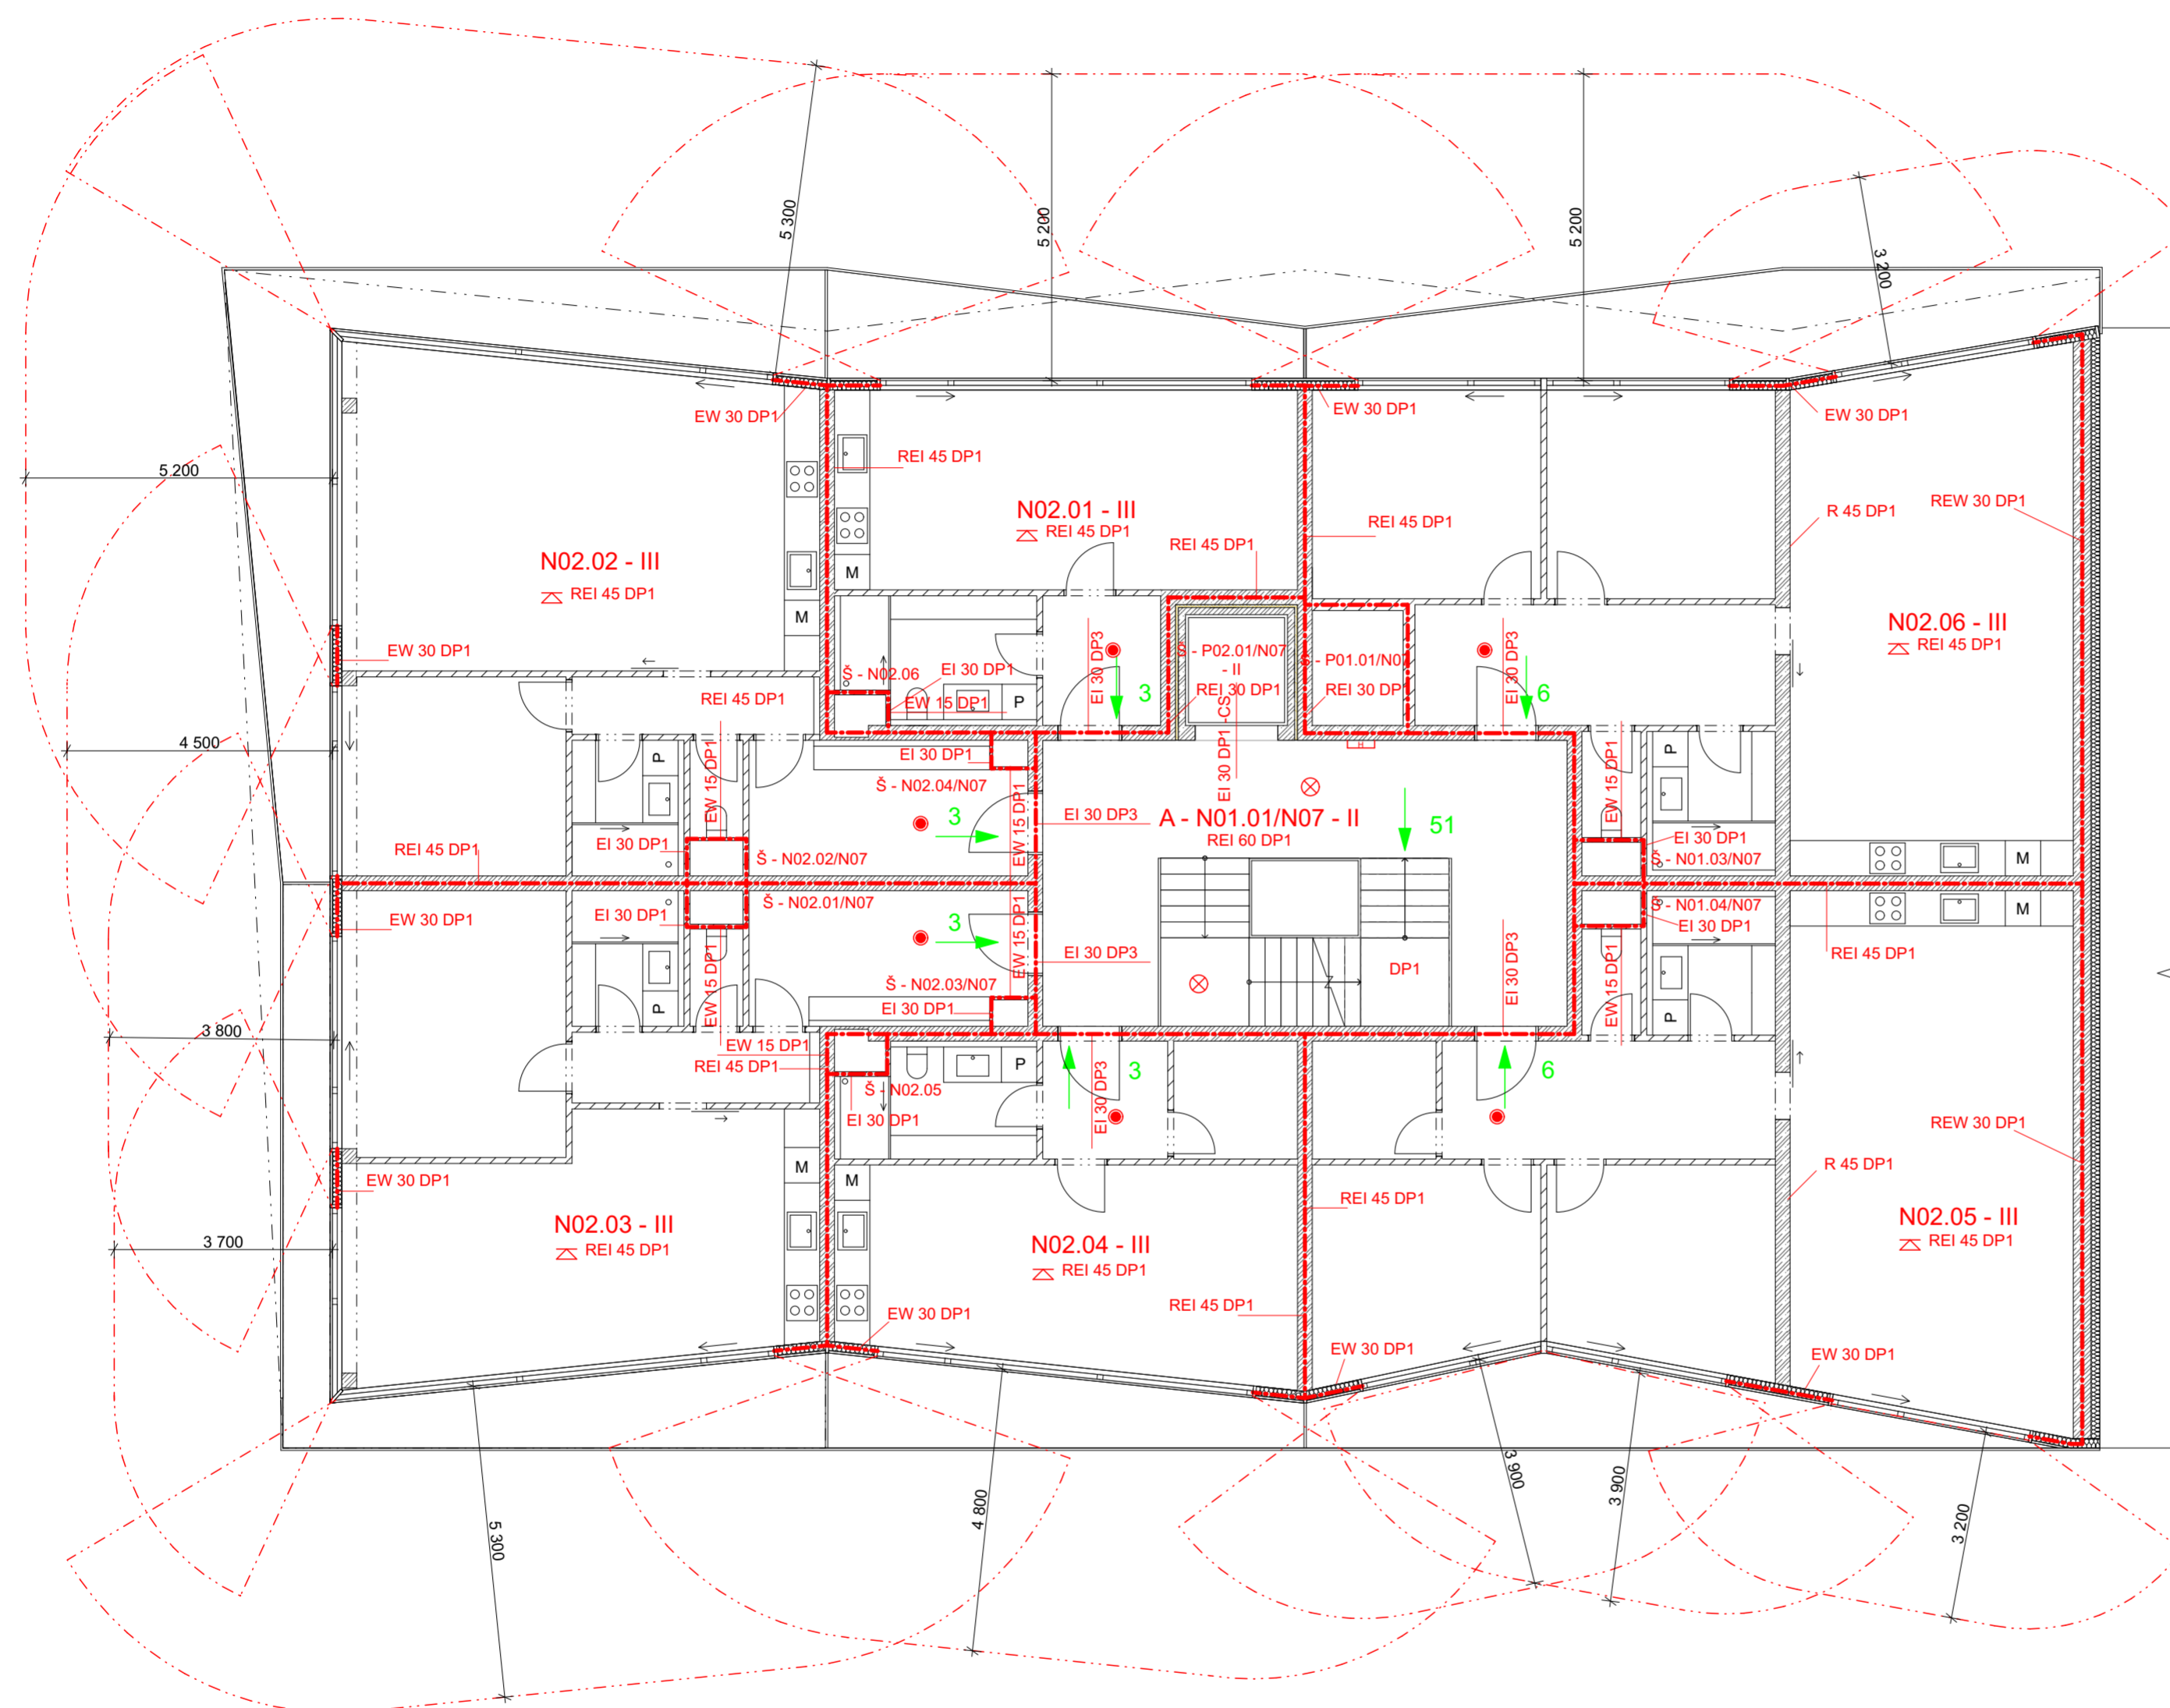 5 300
5 200
5 200
3 200
EW 30 DP1
EW 30 DP1
EW 30 DP1
5 200
REI 45 DP1
N02.01 - III
REI 45 DP1
REI 45 DP1
REI 45 DP1
R 45 DP1
REW 30 DP1
N02.02 - III
REI 45 DP1
M
M
N02.06 - III
REI 45 DP1
EW 30 DP1
Š - N02.06
EI 30 DP1
EW 15 DP1
P
REI 45 DP1
EI 30 DP3
3
Š - P02.01/N07
- II
REI 30 DP1
EI 30 DP1 -CS
REI 30 DP1
EI 30 DP3
6
4 500
P
EW 15 DP1
EI 30 DP1
Š - N02.04/N07
3
EW 15 DP1
EI 30 DP3
A - N01.01/N07 - II
REI 60 DP1
51
EW 15 DP1
P
REI 45 DP1
EI 30 DP1
Š - N02.02/N07
EI 30 DP1
Š - N01.03/N07
M
EW 30 DP1
EI 30 DP1
Š - N02.01/N07
3
EW 15 DP1
EI 30 DP3
DP1
EI 30 DP3
Š - N01.04/N07
EI 30 DP1
M
REI 45 DP1
EW 15 DP1
P
Š - N02.03/N07
EI 30 DP1
EW 15 DP1
P
3 800
EW 15 DP1
REI 45 DP1
Š - N02.05
EI 30 DP1
P
EI 30 DP3
3
6
EW 30 DP1
M
M
REW 30 DP1
R 45 DP1
REI 45 DP1
3 700
N02.03 - III
REI 45 DP1
N02.04 - III
REI 45 DP1
N02.05 - III
REI 45 DP1
REI 45 DP1
EW 30 DP1
EW 30 DP1
EW 30 DP1
5 300
4 800
3 900
3 900
3 200